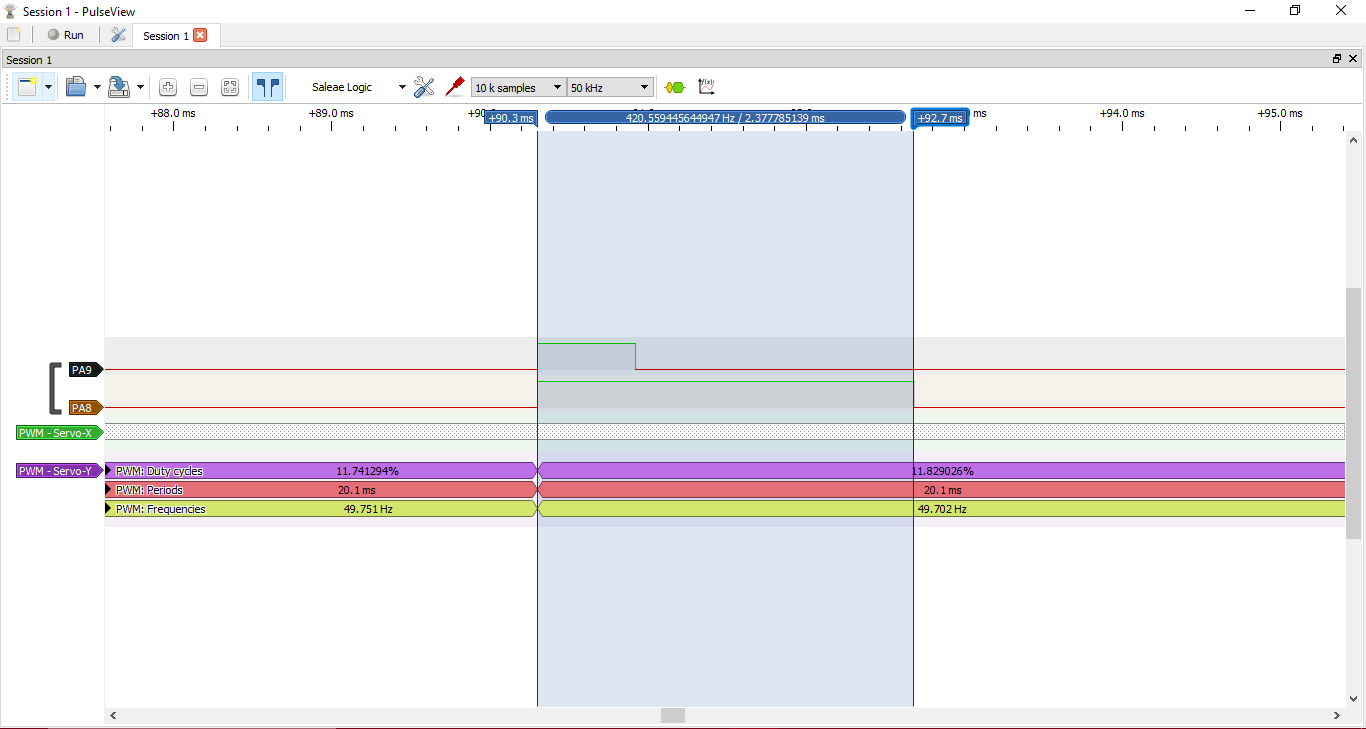 Session 1 - PulseView
Run
Session 1
Session 1
Saleae Logic
10 k samples
50 kHz
+88.0 ms
+89.0 ms
+90.3 ms
420.559445644947 Hz / 2.377785139 ms
+92.7 ms
ms
+94.0 ms
+95.0 ms
PA9
PA8
PWM - Servo-X
PWM - Servo-Y
PWM: Duty cycles
11.741294%
11.829026%
PWM: Periods
20.1 ms
20.1 ms
PWM: Frequencies
49.751 Hz
49.702 Hz